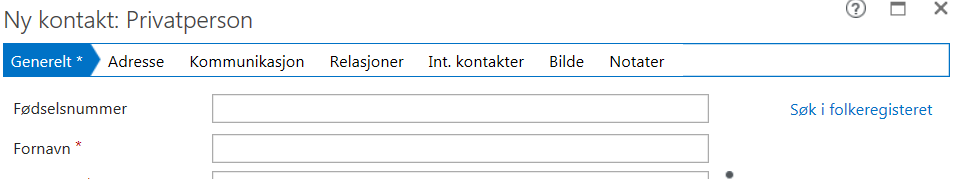 Ny kontakt: Privatperson
Generelt * Adresse Kommunikasjon Relasjoner Int. kontakter Bilde Notater
Fødselsnummer Søk i folkeregisteret
Fornavn *